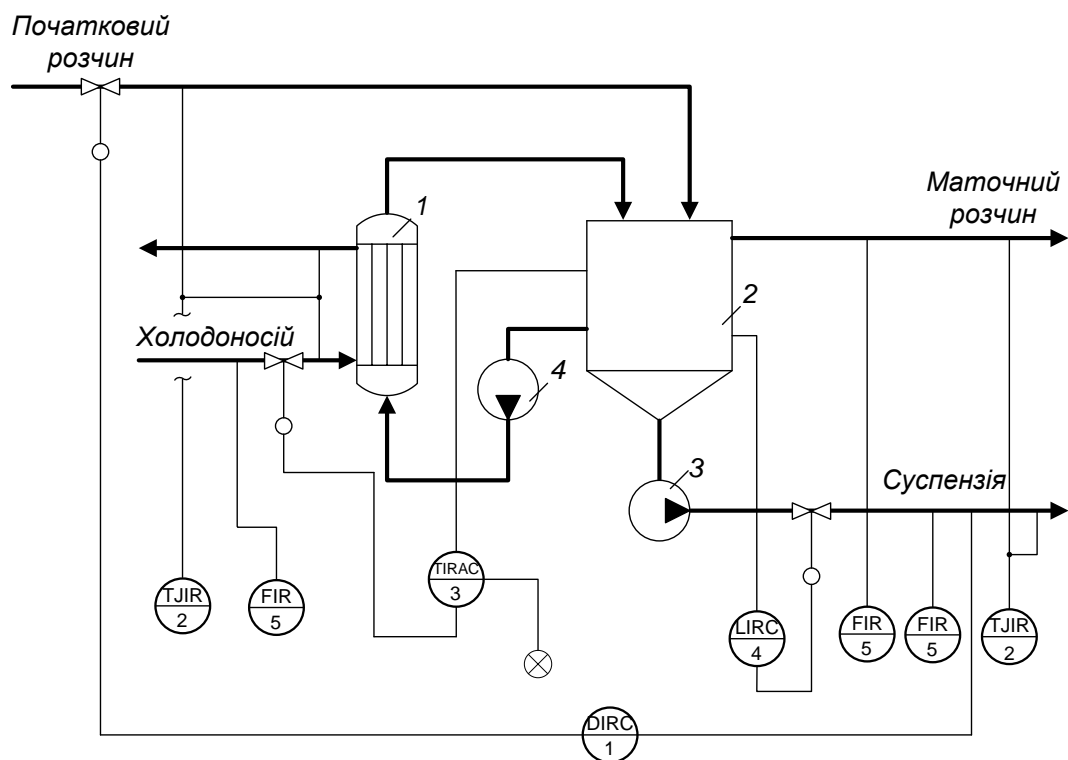 Початковий
розчин
Маточний
розчин
1
2
Холодоносій
4
3
Суспензія
TJIR
2
FIR
5
TIRAC
3
LIRC
4
FIR
5
FIR
5
TJIR
2
DIRC
1